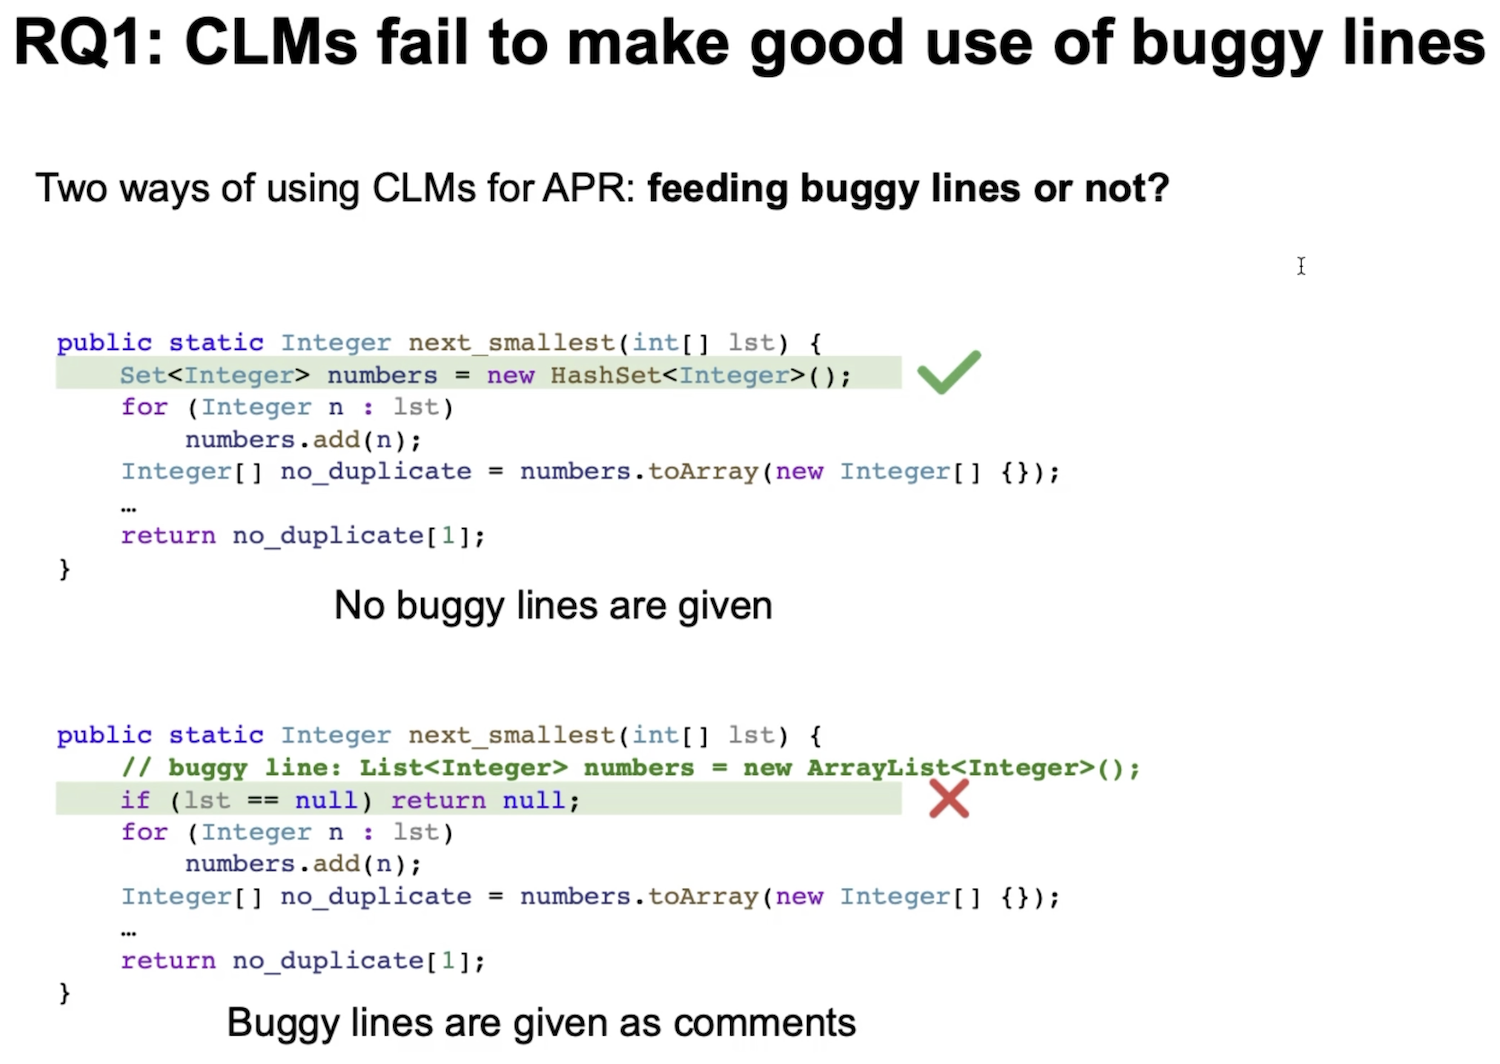 RQ1: CLMs fail to make good use of buggy lines
Two ways of using CLMs for APR: feeding buggy lines or not?
public static Integer next_smallest(int[] lst) {
    Set<Integer> numbers = new HashSet<Integer>();
    for (Integer n : lst)
        numbers.add(n);
    Integer[] no_duplicate = numbers.toArray(new Integer[] {});
    …
    return no_duplicate[1];
}
No buggy lines are given
public static Integer next_smallest(int[] lst) {
    // buggy line: List<Integer> numbers = new ArrayList<Integer>();
    if (lst == null) return null;
    for (Integer n : lst)
        numbers.add(n);
    Integer[] no_duplicate = numbers.toArray(new Integer[] {});
    …
    return no_duplicate[1];
}
Buggy lines are given as comments